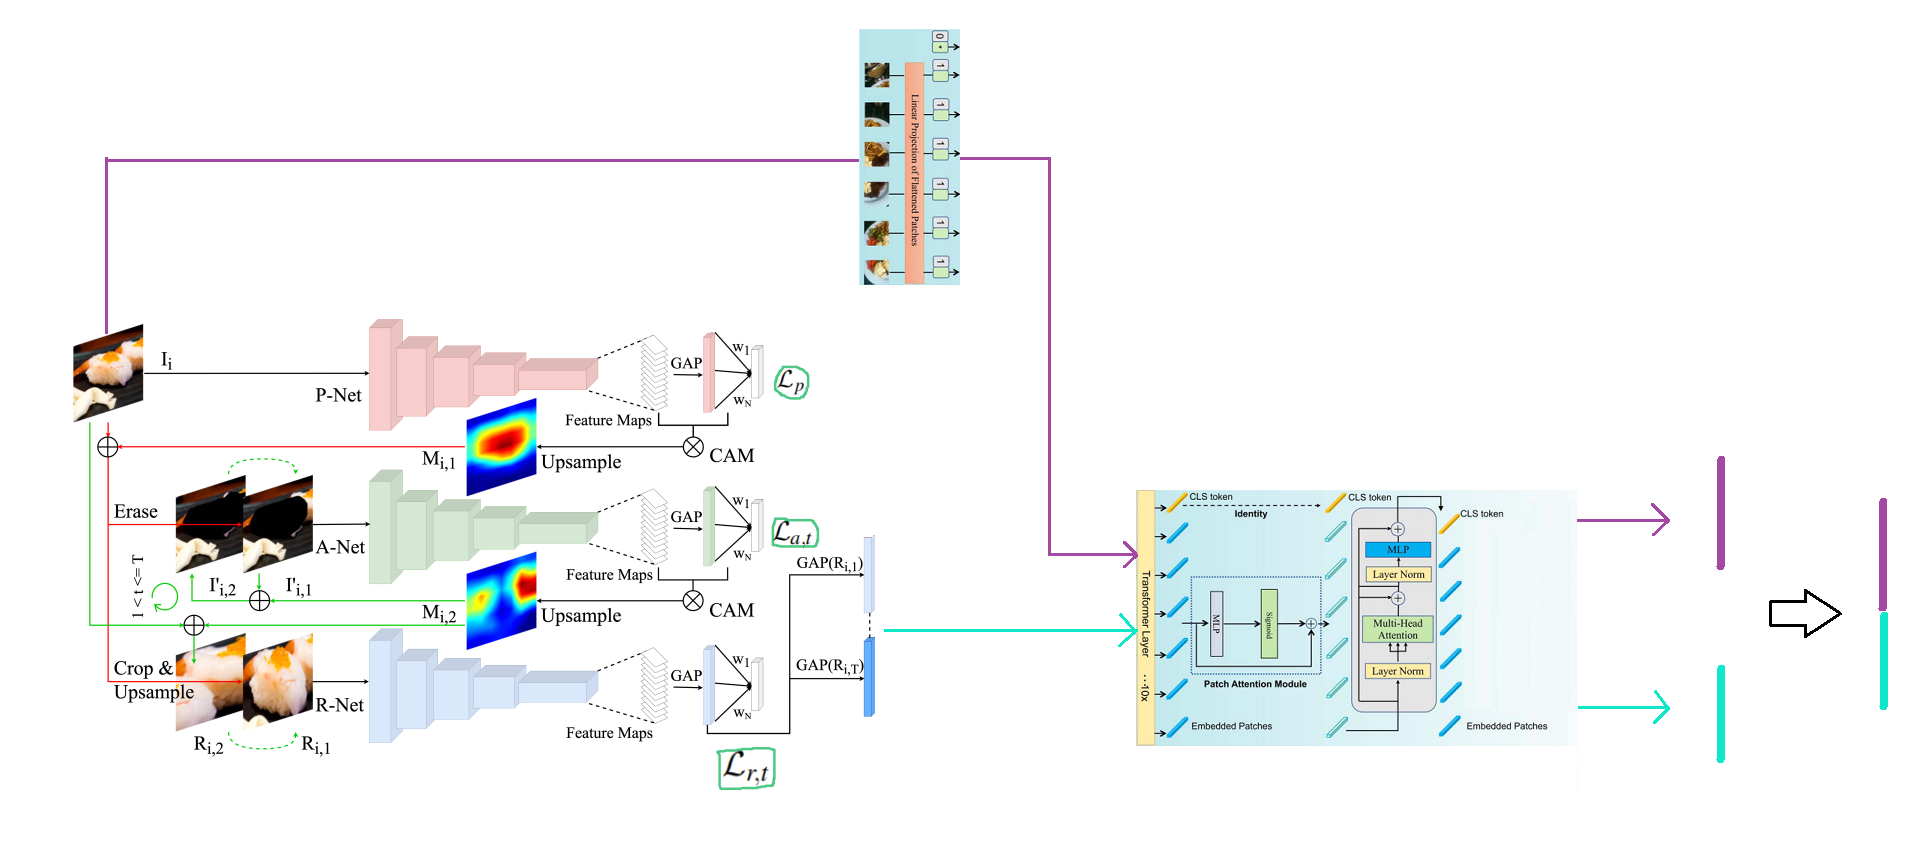 0
*
1
1
1
1
1
1
Linear Projection of Flattened Patches
I_i
P-Net
GAP
w_1
w_N
ℒ_p
Feature Maps
M_{i,1}
Upsample
CAM
Erase
I'_{i,2}
I'_{i,1}
1 < t <= T
A-Net
GAP
w_1
w_N
ℒ_{a,t}
Feature Maps
M_{i,2}
Upsample
CAM
GAP(R_{i,1})
GAP(R_{i,T})
Crop &
Upsample
R_{i,2}
R_{i,1}
R-Net
GAP
w_1
w_N
Feature Maps
ℒ_{r,t}
Transformer Layer
···10x
CLS token
Identity
CLS token
CLS token
MLP
Sigmoid
Patch Attention Module
Embedded Patches
MLP
Layer Norm
Multi-Head
Attention
Layer Norm
Embedded Patches